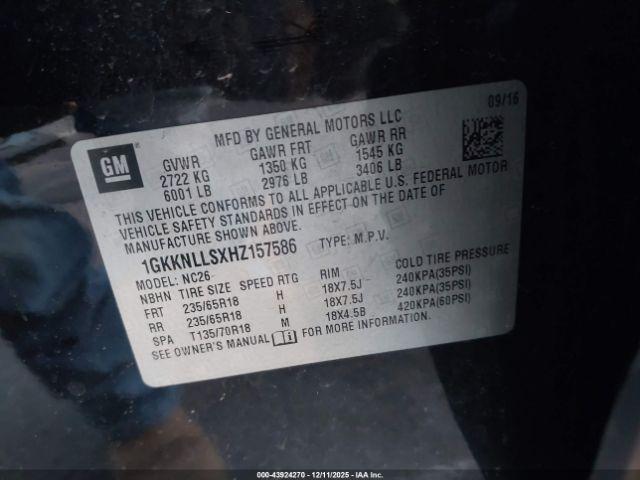 09/16
MFD BY GENERAL MOTORS LLC
GM
GVWR GAWR FRT GAWR RR
2722 KG 1350 KG 1545 KG
6001 LB 2976 LB 3406 LB
THIS VEHICLE CONFORMS TO ALL APPLICABLE U.S. FEDERAL MOTOR
VEHICLE SAFETY STANDARDS IN EFFECT ON THE DATE OF
MANUFACTURE SHOWN ABOVE.
1GKKNLLSXHZ157586 TYPE: M.P.V.
MODEL: NC26
NBHN TIRE SIZE SPEED RTG RIM COLD TIRE PRESSURE
FRT 235/65R18 H 18X7.5J 240KPA(35PSI)
RR 235/65R18 H 18X7.5J 240KPA(35PSI)
SPA T135/70R18 M 18X4.5B 420KPA(60PSI)
SEE OWNER'S MANUAL FOR MORE INFORMATION.
000-43924270 - 12/11/2025 - IAA Inc.